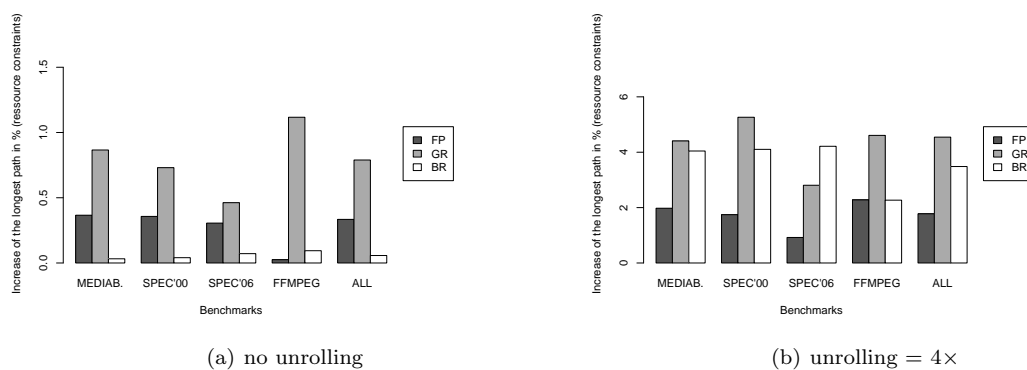 Increase of the longest path in % (ressource constraints)
1.5
1.0
0.5
0.0
FP
GR
BR
MEDIAB.
SPEC'00
SPEC'06
FFMPEG
ALL
Benchmarks
(a) no unrolling
Increase of the longest path in % (ressource constraints)
6
4
2
0
FP
GR
BR
MEDIAB.
SPEC'00
SPEC'06
FFMPEG
ALL
Benchmarks
(b) unrolling = 4×